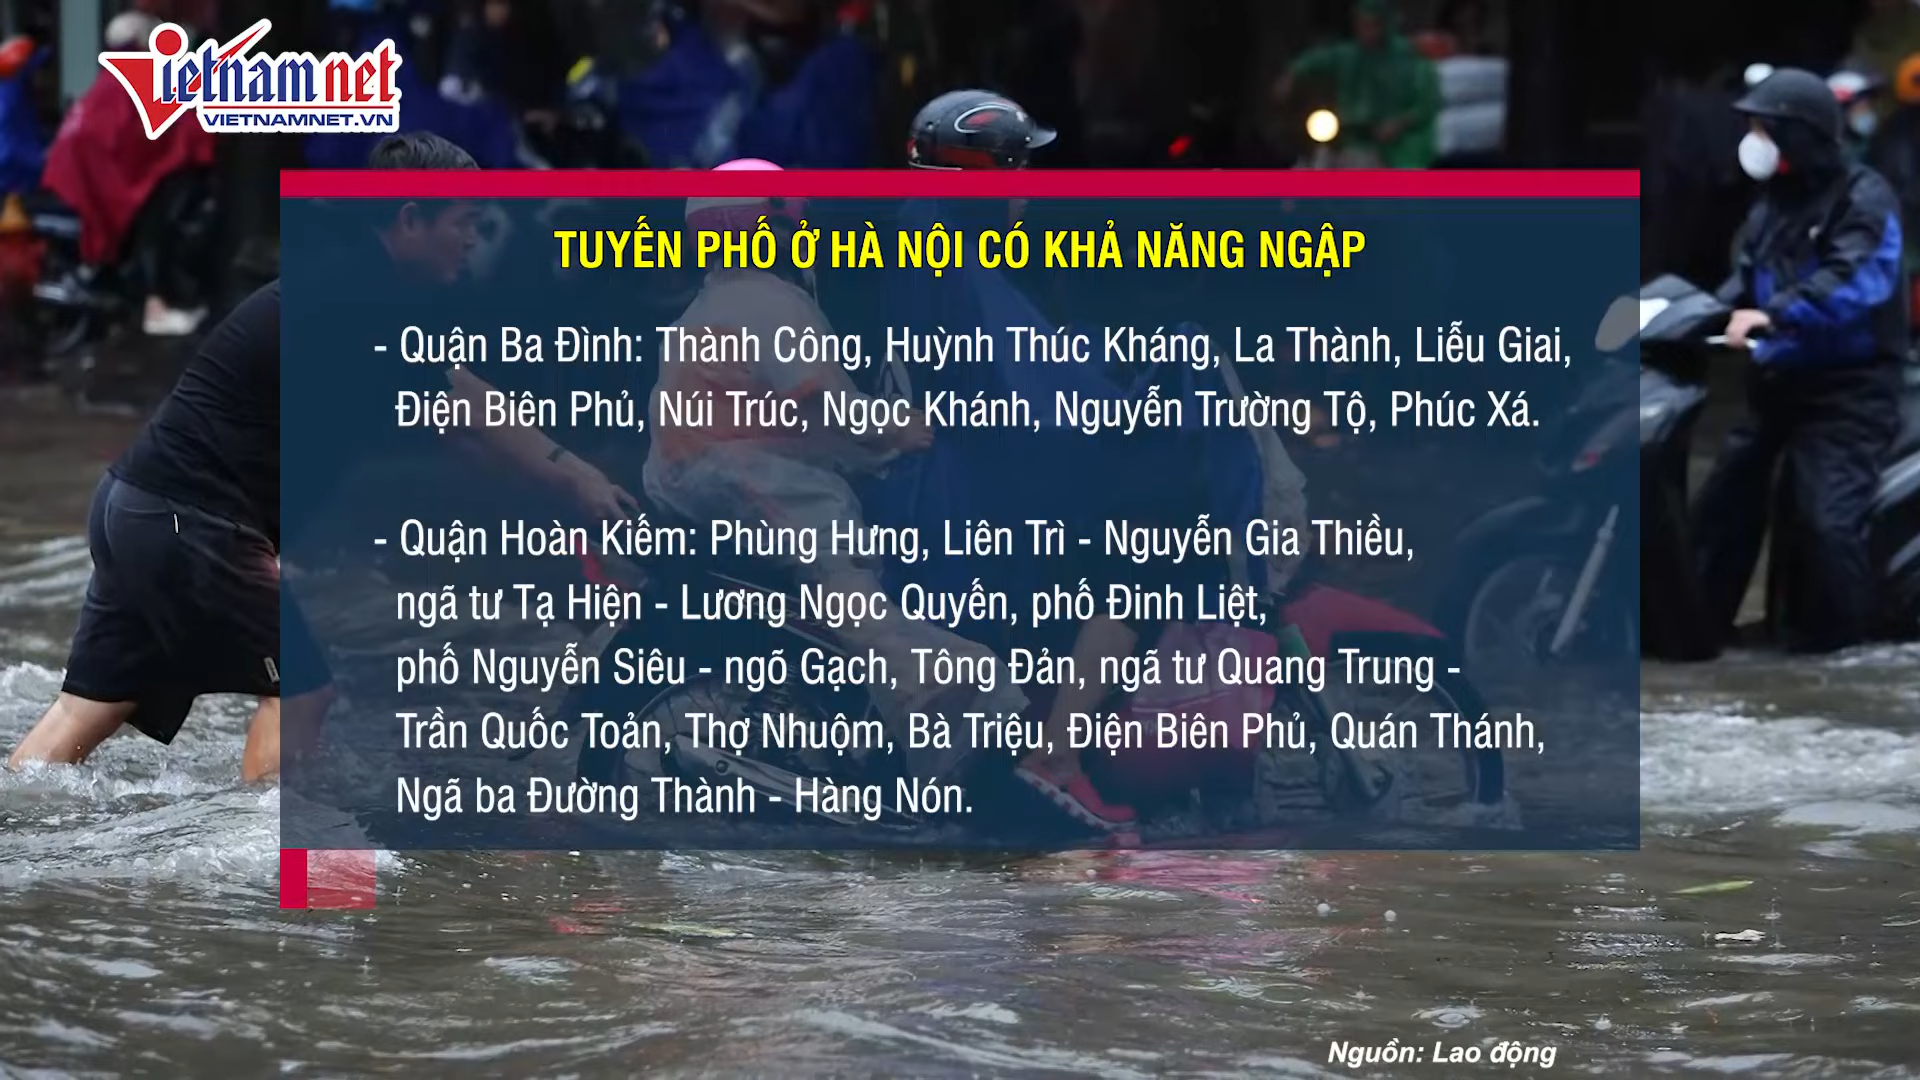 Vietnamnet
VIETNAMNET.VN
TUYẾN PHỐ Ở HÀ NỘI CÓ KHẢ NĂNG NGẬP
- Quận Ba Đình: Thành Công, Huỳnh Thúc Kháng, La Thành, Liễu Giai,
Điện Biên Phủ, Núi Trúc, Ngọc Khánh, Nguyễn Trường Tộ, Phúc Xá.
- Quận Hoàn Kiếm: Phùng Hưng, Liên Trì - Nguyễn Gia Thiều,
ngã tư Tạ Hiện - Lương Ngọc Quyến, phố Đinh Liệt,
phố Nguyễn Siêu - ngõ Gạch, Tông Đản, ngã tư Quang Trung -
Trần Quốc Toản, Thợ Nhuộm, Bà Triệu, Điện Biên Phủ, Quán Thánh,
Ngã ba Đường Thành - Hàng Nón.
Nguồn: Lao động